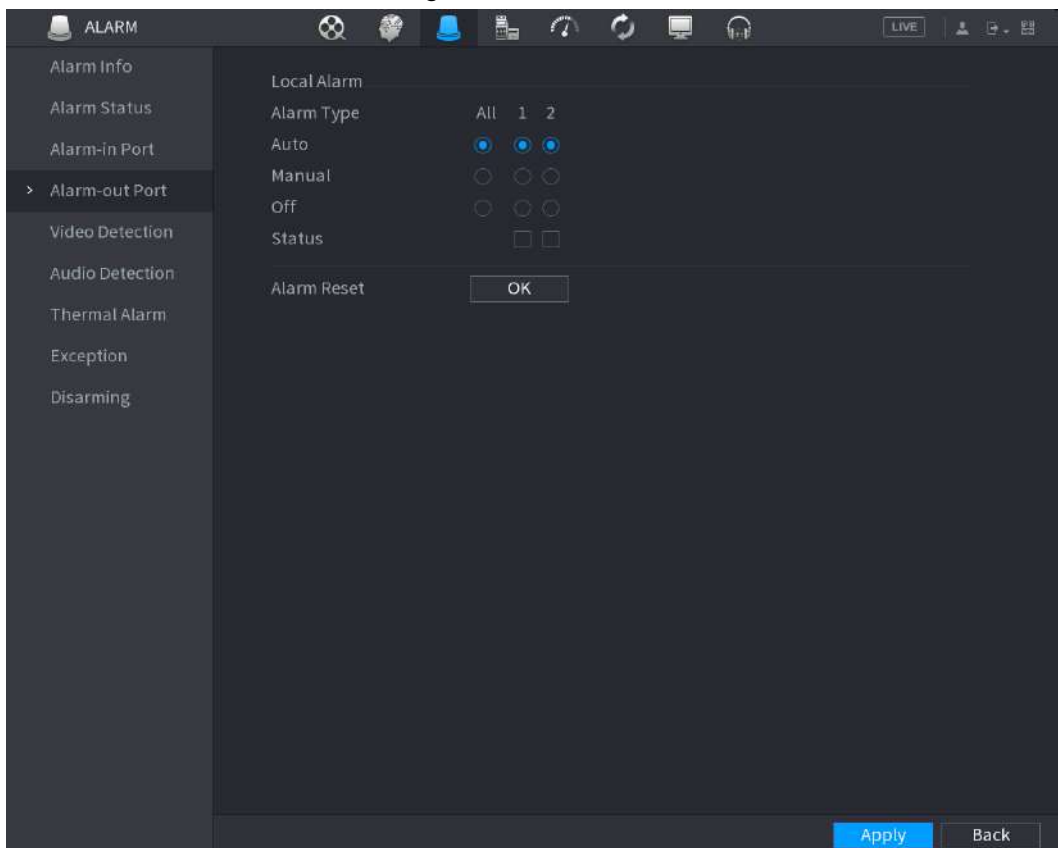 ALARM
LIVE
Alarm Info
Alarm Status
Alarm-in Port
> Alarm-out Port
Video Detection
Audio Detection
Thermal Alarm
Exception
Disarming
Local Alarm
Alarm Type All 1 2
Auto
Manual
Off
Status
Alarm Reset OK
Apply Back